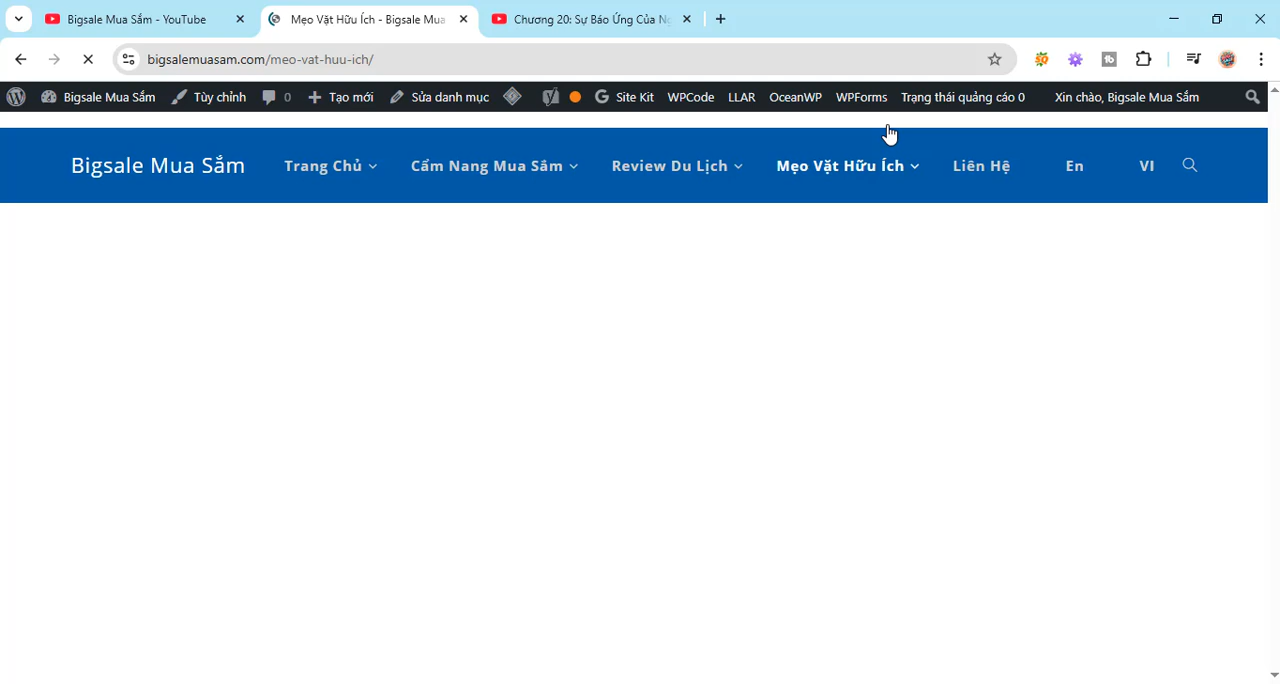 Bigsale Mua Sắm - YouTube
Mẹo Vặt Hữu Ích - Bigsale Mua
Chương 20: Sự Báo Ứng Của
bigsalemuasam.com/meo-vat-huu-ich/
Bigsale Mua Sắm Tùy chỉnh 0 Tạo mới Sửa danh mục Site Kit WPCode LLAR OceanWP WPForms Trạng thái quảng cáo 0 Xin chào, Bigsale Mua Sắm
Bigsale Mua Sắm Trang Chủ Cẩm Nang Mua Sắm Review Du Lịch Mẹo Vặt Hữu Ích Liên Hệ En VI